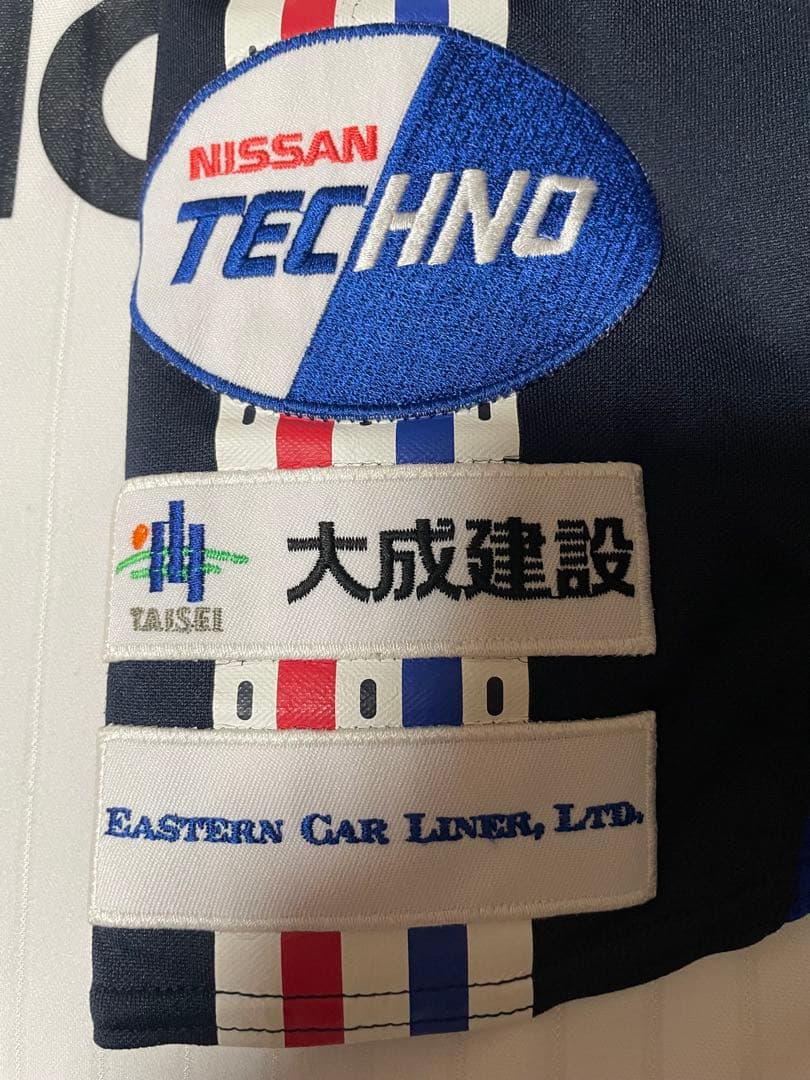 NISSAN
TECHNO
大成建設
TAISEI
EASTERN CAR LINER, LTD.